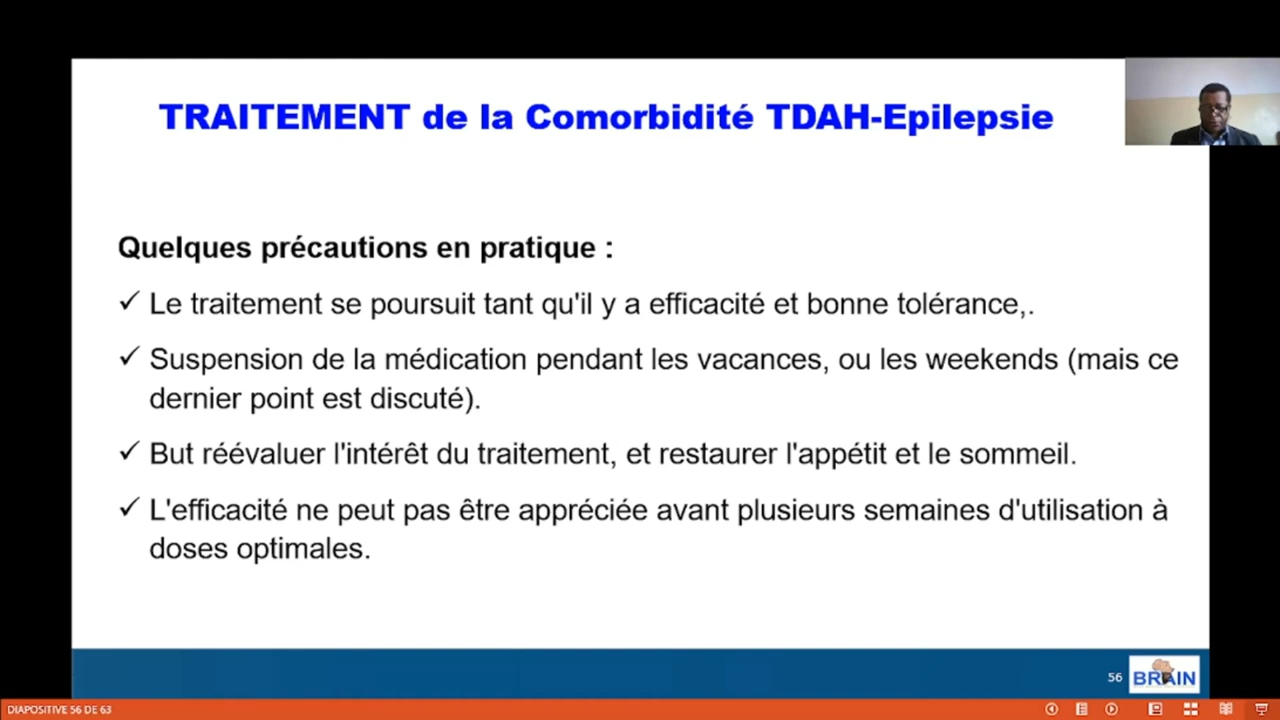 TRAITEMENT de la Comorbidité TDAH-Epilepsie
Quelques précautions en pratique :
✓ Le traitement se poursuit tant qu'il y a efficacité et bonne tolérance,.
✓ Suspension de la médication pendant les vacances, ou les weekends (mais ce
dernier point est discuté).
✓ But réévaluer l'intérêt du traitement, et restaurer l'appétit et le sommeil.
✓ L'efficacité ne peut pas être appréciée avant plusieurs semaines d'utilisation à
doses optimales.
56
BRAIN
DIAPOSITIVE 56 DE 63